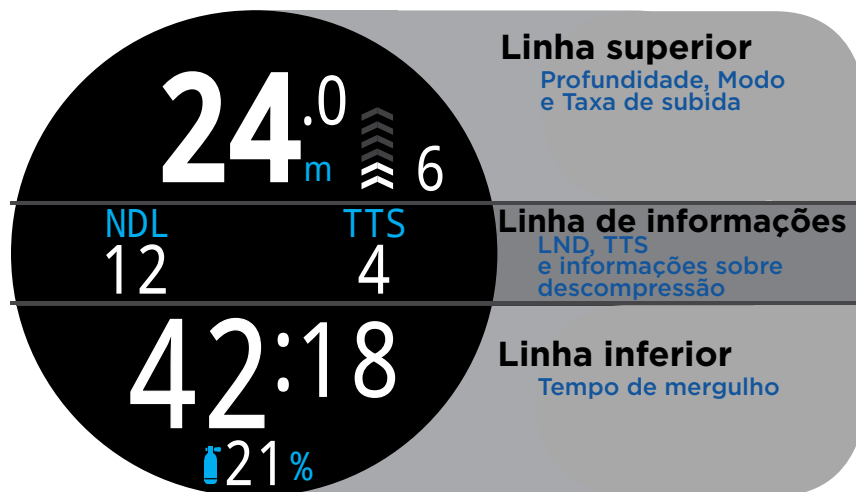 24.0 m 6
Linha superior
Profundidade, Modo
e Taxa de subida
NDL TTS
12 4
Linha de informações
LND, TTS
e informações sobre
descompressão
42:18
21%
Linha inferior
Tempo de mergulho